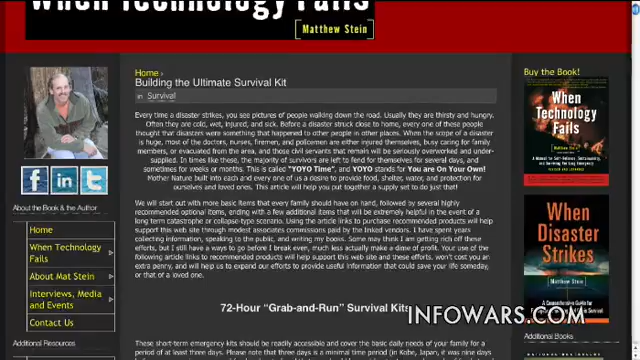 When Technology Fails
Matthew Stein
Home ›
Building the Ultimate Survival Kit
in Survival
Every time a disaster strikes, you see pictures of people walking down the road. Usually they are thirsty and hungry.
Often they are cold, wet, injured, and sick. Before a disaster struck close to home, every one of these people
thought that disasters were something that happened to other people in other places. When the scope of a disaster
is huge, most of the doctors, nurses, firemen, and policemen are either injured themselves, busy caring for family
members, or evacuated from the area, and those civil servants that remain will be seriously overworked and under-
supplied. In times like these, the majority of survivors are left to fend for themselves for several days, and
sometimes for weeks or months. This is called "YOYO Time", and YOYO stands for You are On Your Own!
Mother Nature built into each and every one of us a desire to provide food, shelter, water, and protection for
ourselves and loved ones. This article will help you put together a supply set to do just that!
We will start out with more basic items that every family should have on hand, followed by several highly
recommended optional items, ending with a few additional items that will be extremely helpful in the event of a
long term catastrophe or collapse-type scenario. Using the article links to purchase recommended products will help
support this web site through modest associate commissions paid by the linked vendors. I have spent years
collecting information, speaking to the public, and writing my books. Some may think I am getting rich off these
efforts, but I still have a ways to go before I break even, much less actually make a dime of profit. Your use of the
following article links to recommended products will help support this web site and these efforts, won't cost you an
extra penny, and will help us to expand our efforts to provide useful information that could save your life someday,
or that of a loved one.
72-Hour "Grab-and-Run" Survival Kits
These short-term emergency kits should be readily accessible and cover the basic daily needs of your family for a
period of at least three days. Please note that three days is a minimal time period (in Kobe, Japan, it was nine days
About the Book & the Author
Home
When Technology
Fails
About Mat Stein
Interviews, Media
and Events
Contact Us
Additional Resources
Buy the Book!
When
Technology
Fails
Matthew Stein
When
Disaster
Strikes
A Comprehensive Guide for
Matthew Stein
Additional Books
INFOWARS.COM